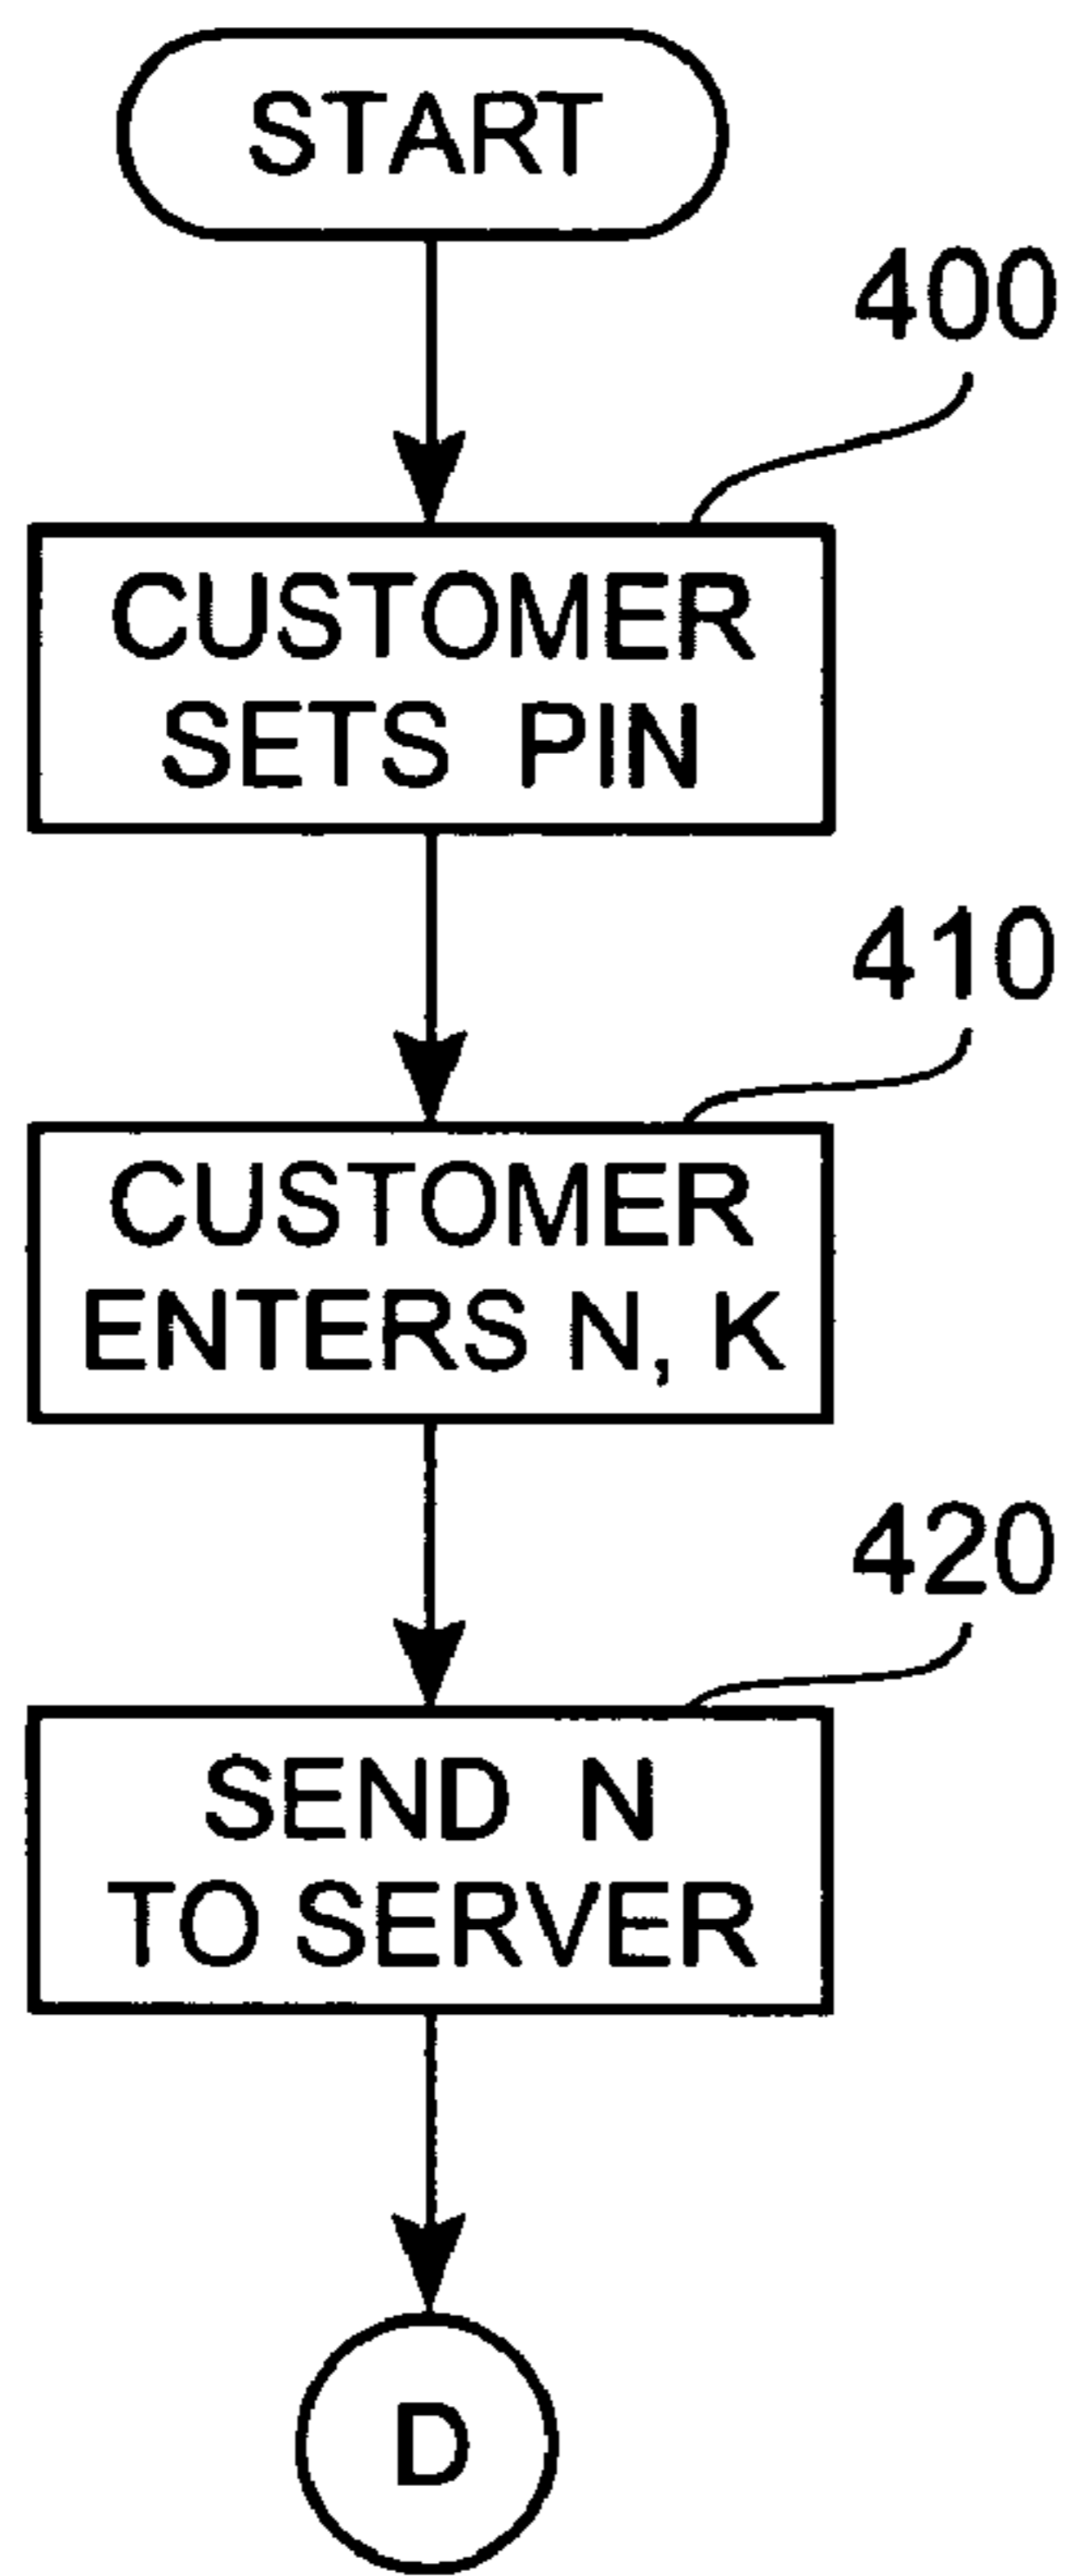 START
400
CUSTOMER
SETS PIN
410
CUSTOMER
ENTERS N, K
420
SEND N
TO SERVER
D